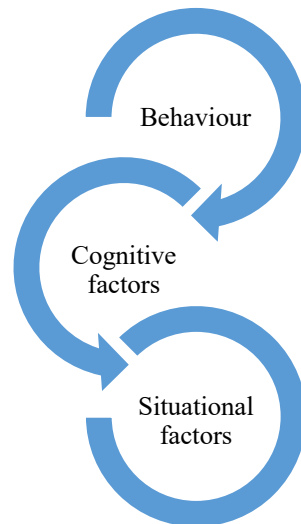 Behaviour
Cognitive
factors
Situational
factors